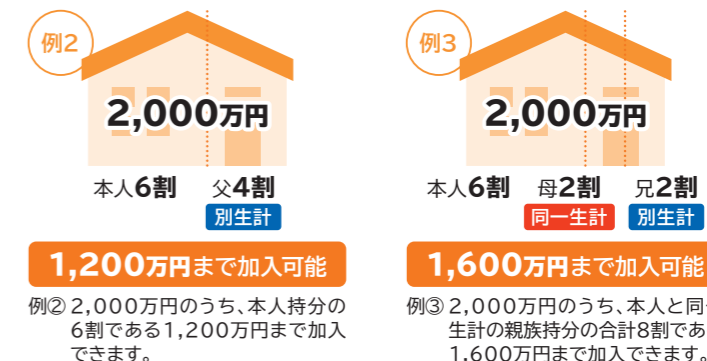 例2
2,000万円
本人6割 父4割
別生計
1,200万円まで加入可能
例② 2,000万円のうち、本人持分の
6割である1,200万円まで加入
できます。
例3
2,000万円
本人6割 母2割 兄2割
同一生計 別生計
1,600万円まで加入可能
例③ 2,000万円のうち、本人と同
生計の親族持分の合計8割であ
1,600万円まで加入できます。